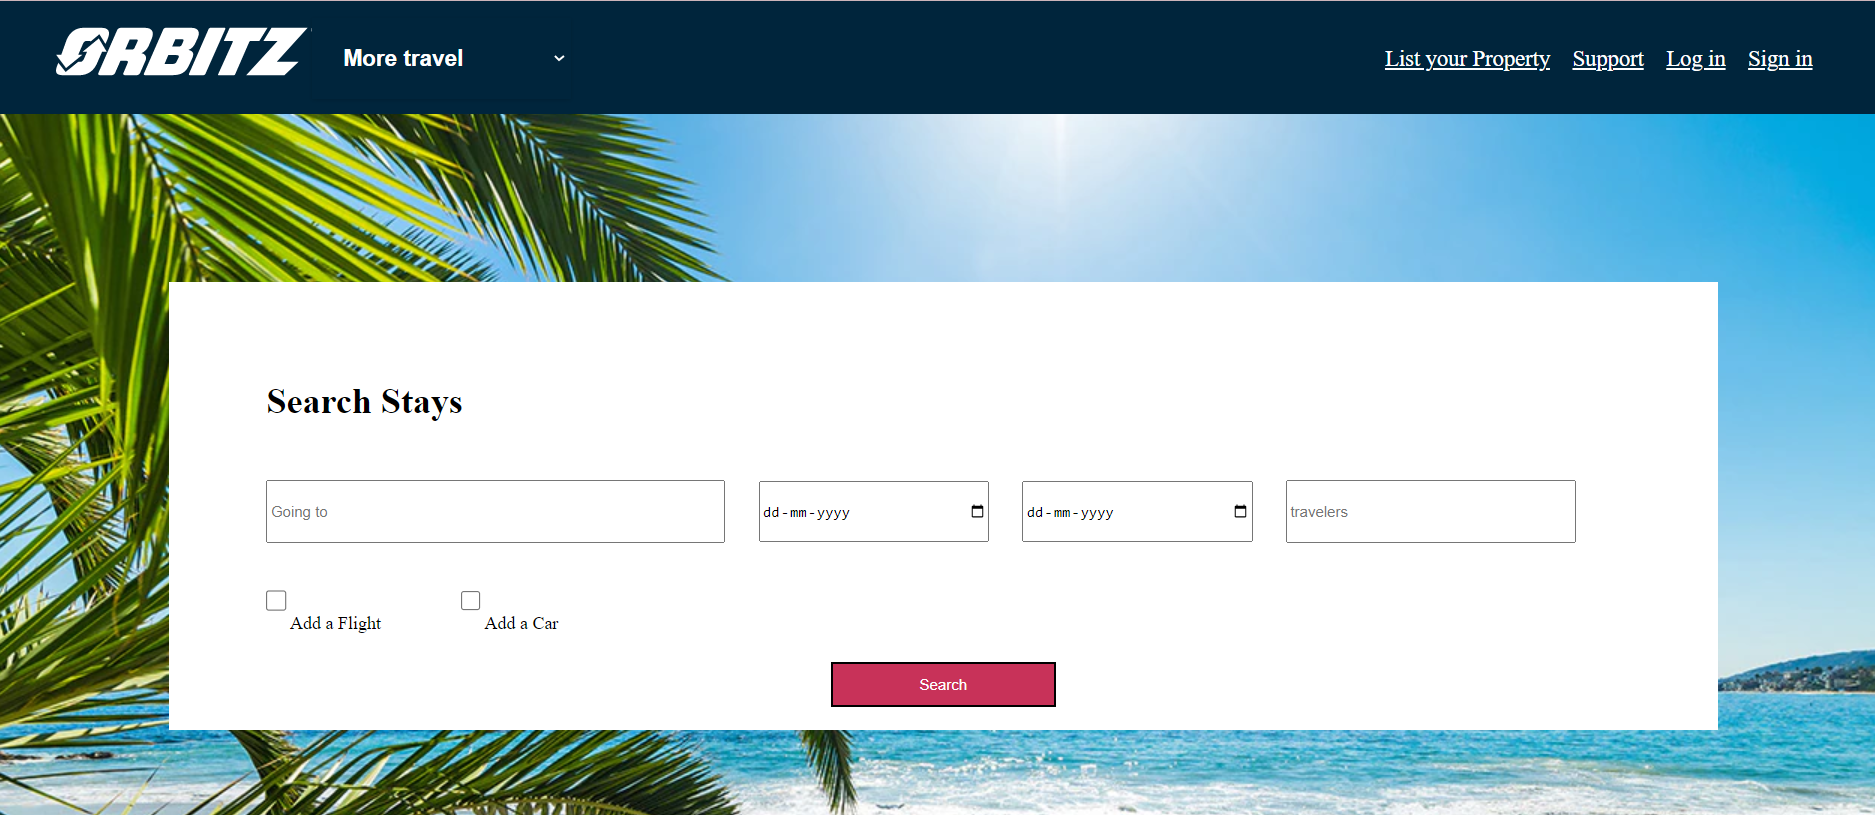 ORBITZ
More travel
List your Property Support Log in Sign in
Search Stays
Going to
dd-mm-yyyy
dd-mm-yyyy
travelers
Add a Flight
Add a Car
Search